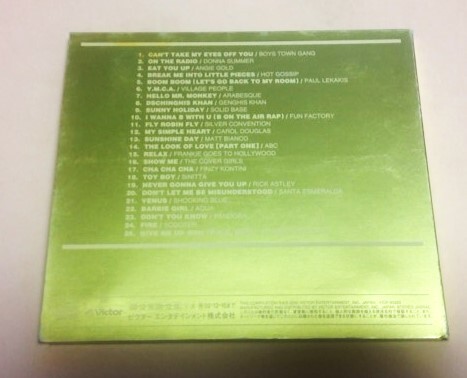 1. CAN'T TAKE MY EYES OFF YOU / BOYS TOWN GANG
2. ON THE RADIO / DONNA SUMMER
3. EAT YOU UP / ANGIE GOLD
4. BREAK ME INTO LITTLE PIECES / HOT GOSSIP
5. BOOM BOOM (LET'S GO BACK TO MY ROOM) / PAUL LEKAKIS
6. Y.M.C.A. / VILLAGE PEOPLE
7. HELLO MR. MONKEY / ARABESQUE
8. DSCHINGHIS KHAN / GENGHIS KHAN
9. SUNNY HOLIDAY / SOLID BASE
10. I WANNA B WITH U (B ON THE AIR RAP) / FUN FACTORY
11. FLY ROBIN FLY / SILVER CONVENTION
12. MY SIMPLE HEART / CAROL DOUGLAS
13. SUNSHINE DAY / MATT BIANCO
14. THE LOOK OF LOVE (PART ONE) / ABC
15. RELAX / FRANKIE GOES TO HOLLYWOOD
16. SHOW ME / THE COVER GIRLS
17. CHA CHA CHA / FINZY KONTINI
18. TOY BOY / SINITTA
19. NEVER GONNA GIVE YOU UP / RICK ASTLEY
20. DON'T LET ME BE MISUNDERSTOOD / SANTA ESMERALDA
21. VENUS / SHOCKING BLUE
22. BARBIE GIRL / AQUA
23. DON'T YOU KNOW /
24. FIRE / SCOOTER
25. GIVE ME UP
Victor
ビクター エンタテインメント株式会社